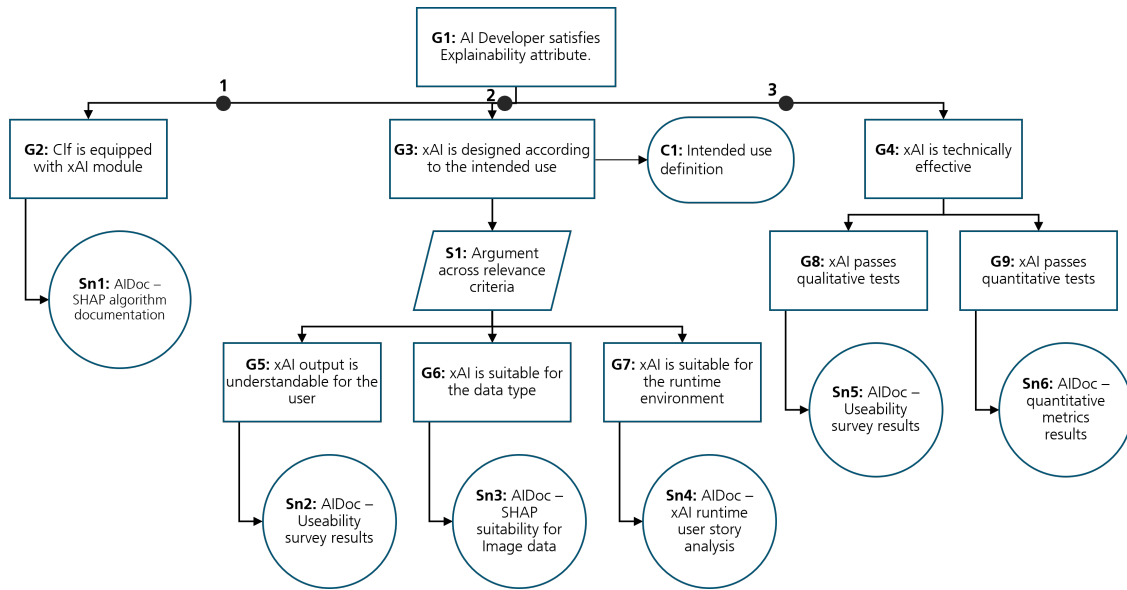 G1: AI Developer satisfies
Explainability attribute.
1
2
3
G2: Clf is equipped
with xAI module
G3: xAI is designed according
to the intended use
C1: Intended use
definition
G4: xAI is technically
effective
Sn1: AIDoc –
SHAP algorithm
documentation
S1: Argument
across relevance
criteria
G8: xAI passes
qualitative tests
G9: xAI passes
quantitative tests
G5: xAI output is
understandable for the
user
G6: xAI is suitable for
the data type
G7: xAI is suitable for
the runtime
environment
Sn5: AIDoc –
Useability
survey results
Sn6: AIDoc –
quantitative
metrics
results
Sn2: AIDoc –
Useability
survey results
Sn3: AIDoc –
SHAP
suitability for
Image data
Sn4: AIDoc –
xAI runtime
user story
analysis